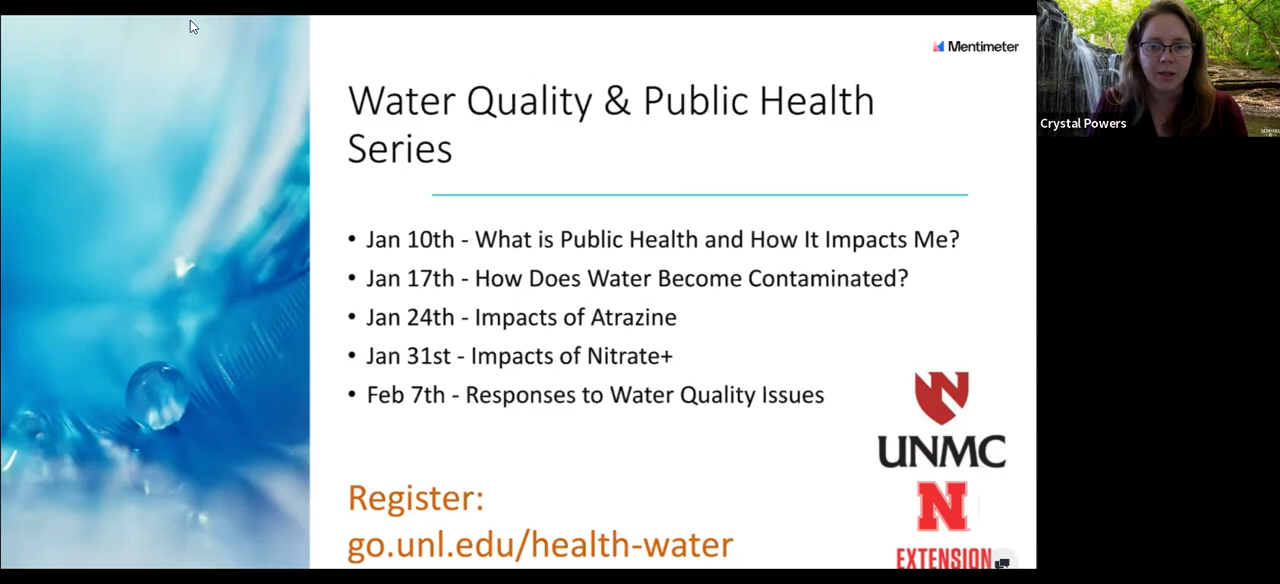 Mentimeter
Crystal Powers
Water Quality & Public Health
Series
• Jan 10th - What is Public Health and How It Impacts Me?
• Jan 17th - How Does Water Become Contaminated?
• Jan 24th - Impacts of Atrazine
• Jan 31st - Impacts of Nitrate+
• Feb 7th - Responses to Water Quality Issues
UNMC
N
EXTENSION
Register:
go.unl.edu/health-water